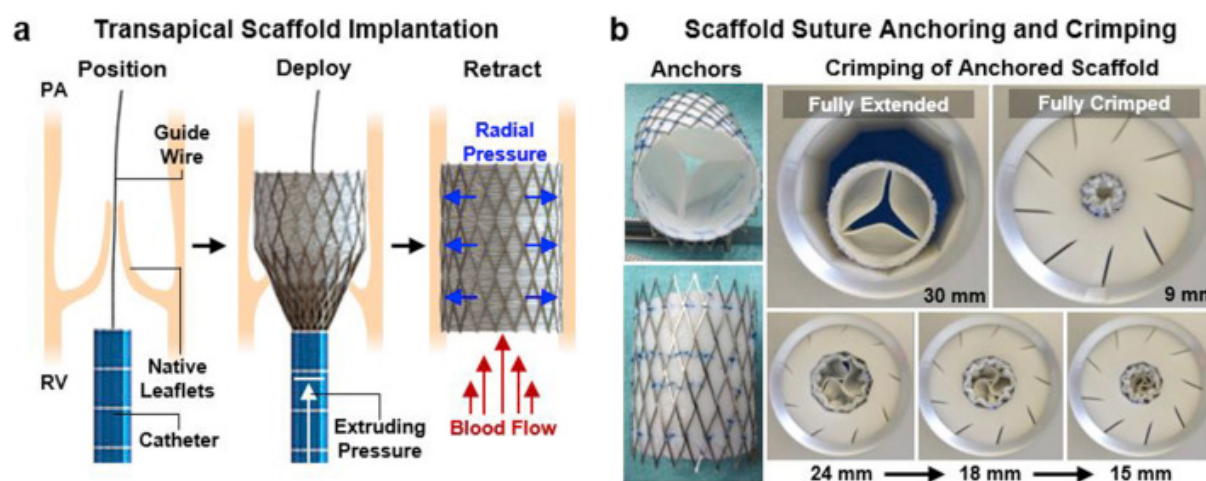 a Transapical Scaffold Implantation
Position
Deploy
Retract
PA
Guide
Wire
Radial
Pressure
RV
Native
Leaflets
Catheter
Extruding
Pressure
Blood Flow
b Scaffold Suture Anchoring and Crimping
Anchors
Crimping of Anchored Scaffold
Fully Extended
Fully Crimped
30 mm
9 mm
24 mm
18 mm
15 mm